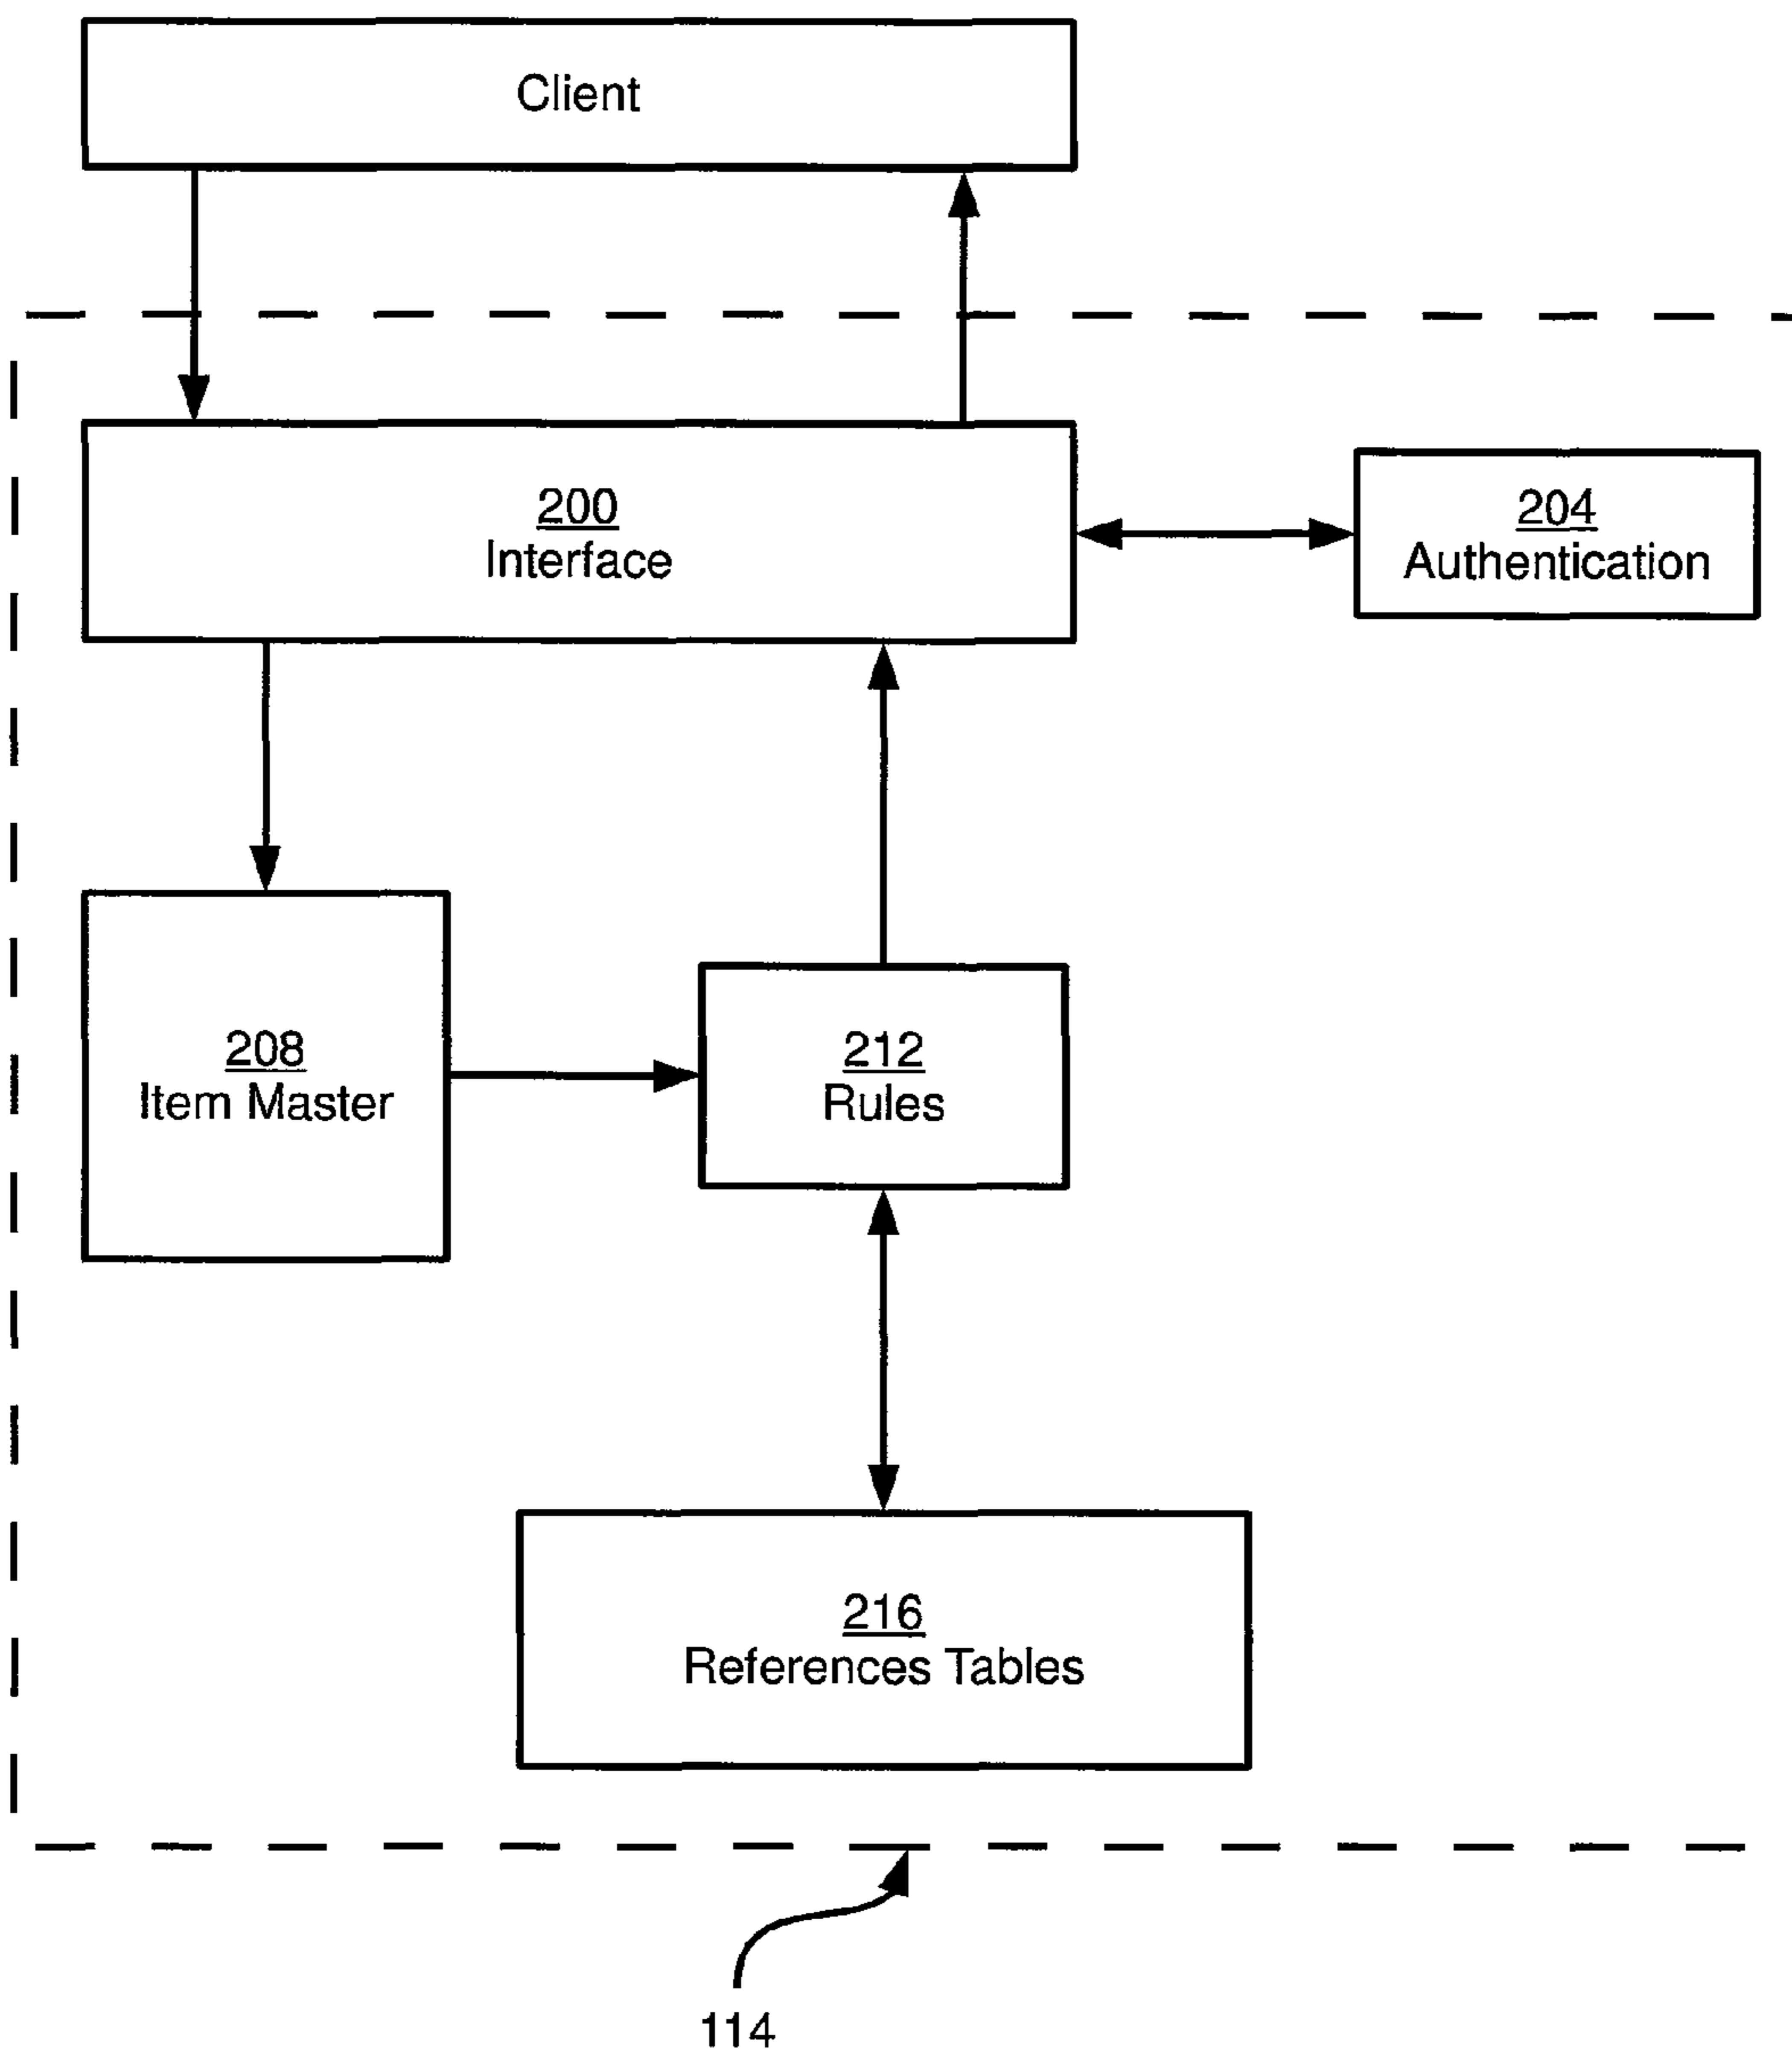 Client
200
Interface
204
Authentication
208
Item Master
212
Rules
216
References Tables
114